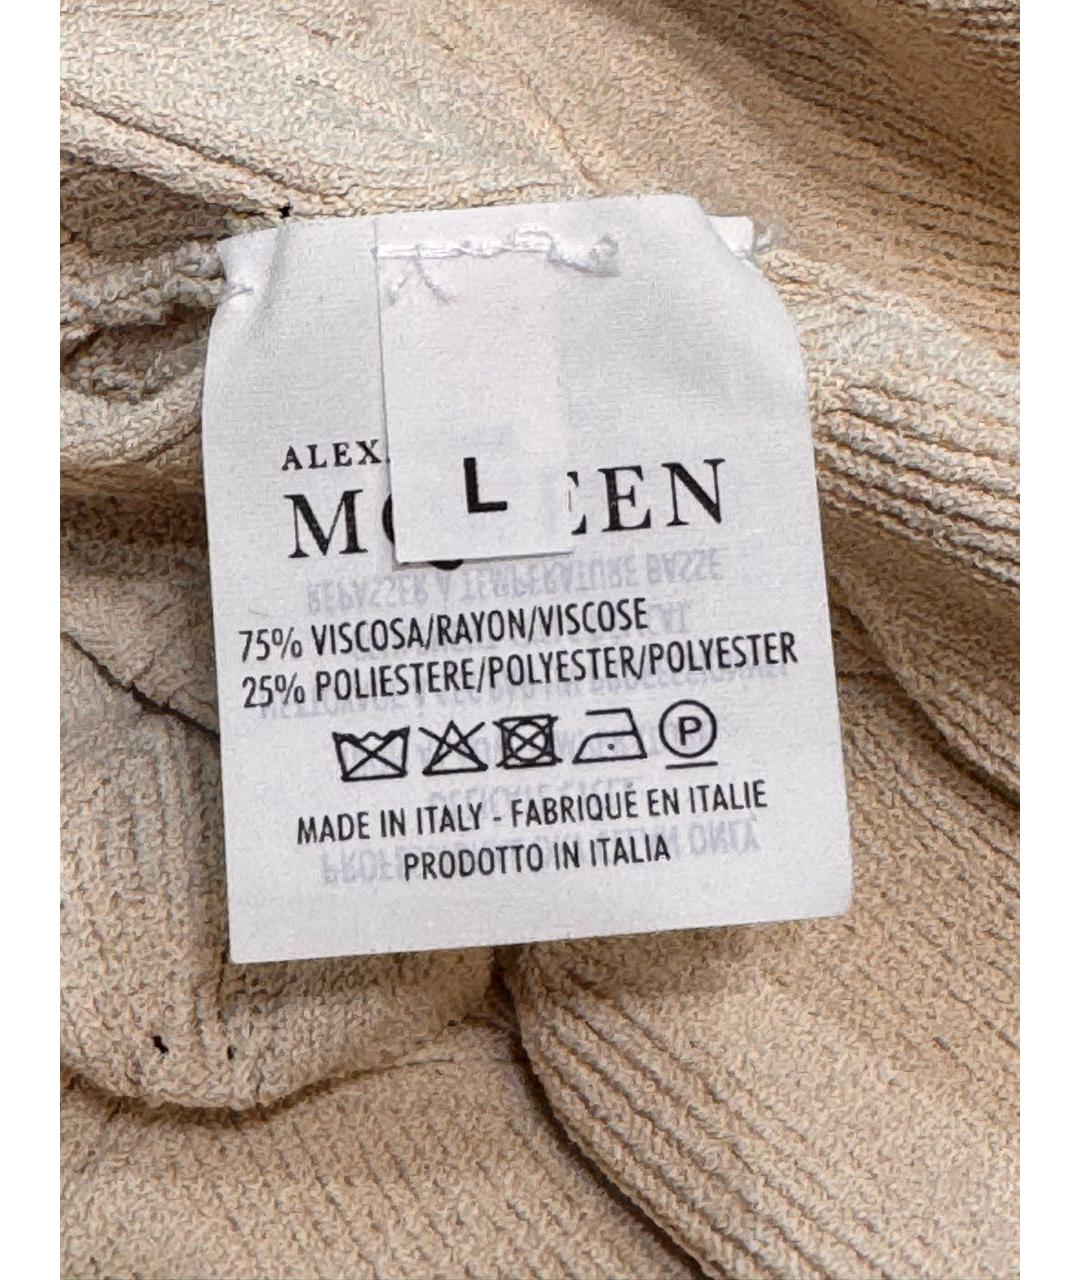 ALEX
L
MQ EEN
75% VISCOSA/RAYON/VISCOSE
25% POLIESTERE/POLYESTER/POLYESTER
P
MADE IN ITALY - FABRIQUÉ EN ITALIE
PRODOTTO IN ITALIA